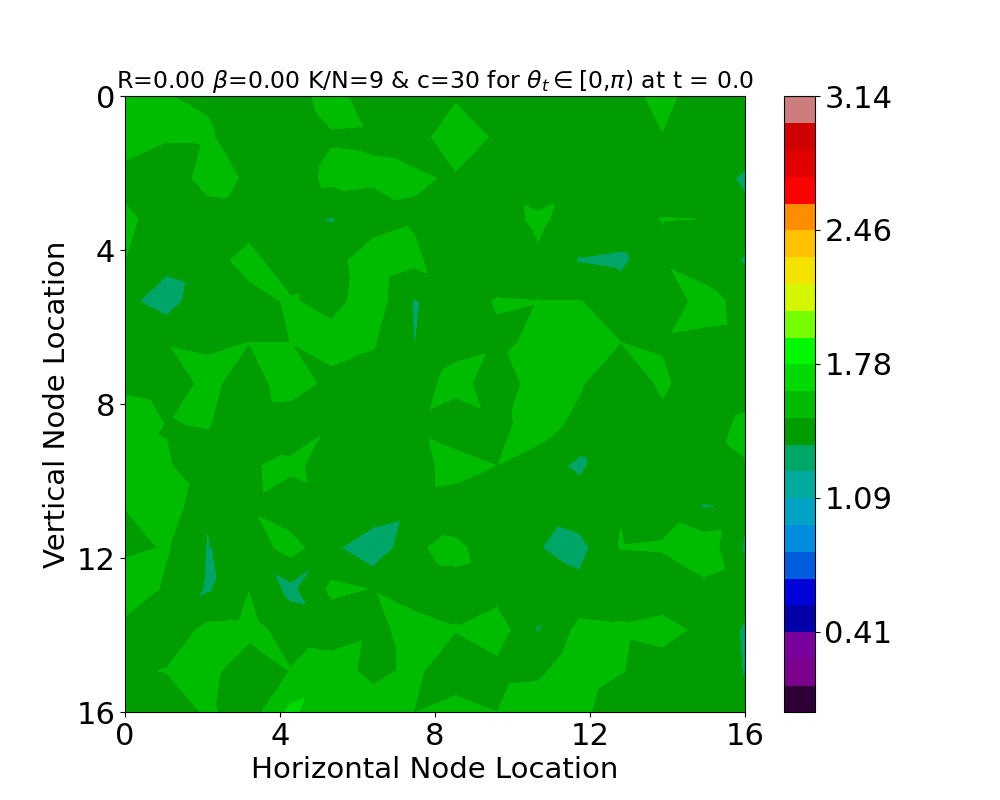 R=0.00 β=0.00 K/N=9 & c=30 for θₜ∈[0,π) at t = 0.0
0
4
8
12
16
Vertical Node Location
0 4 8 12 16
Horizontal Node Location
3.14
2.46
1.78
1.09
0.41